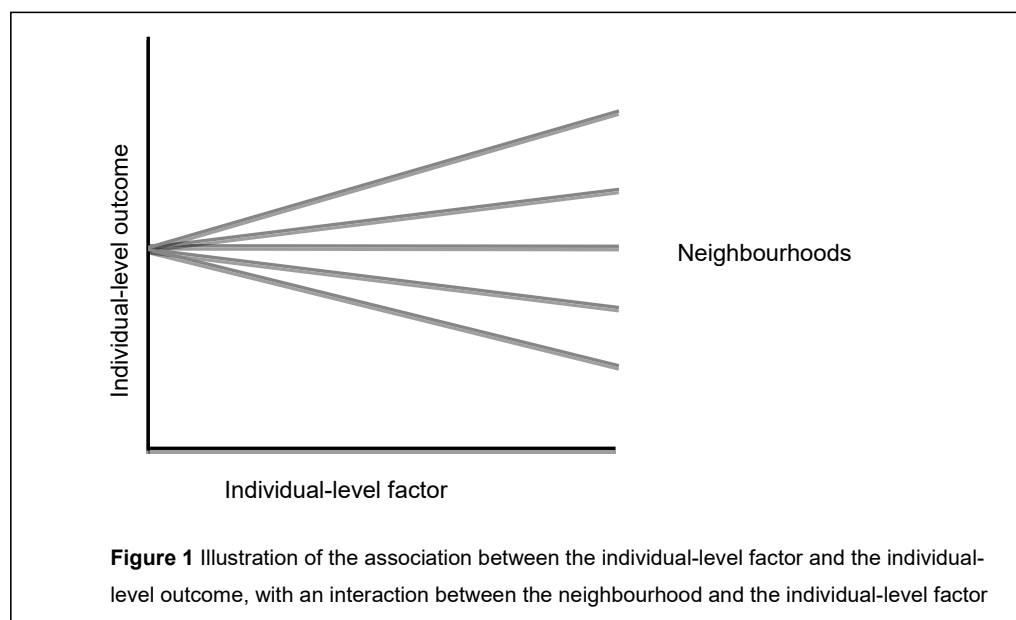 Individual-level outcome
Neighbourhoods
Individual-level factor
Figure 1 Illustration of the association between the individual-level factor and the individual-
level outcome, with an interaction between the neighbourhood and the individual-level factor